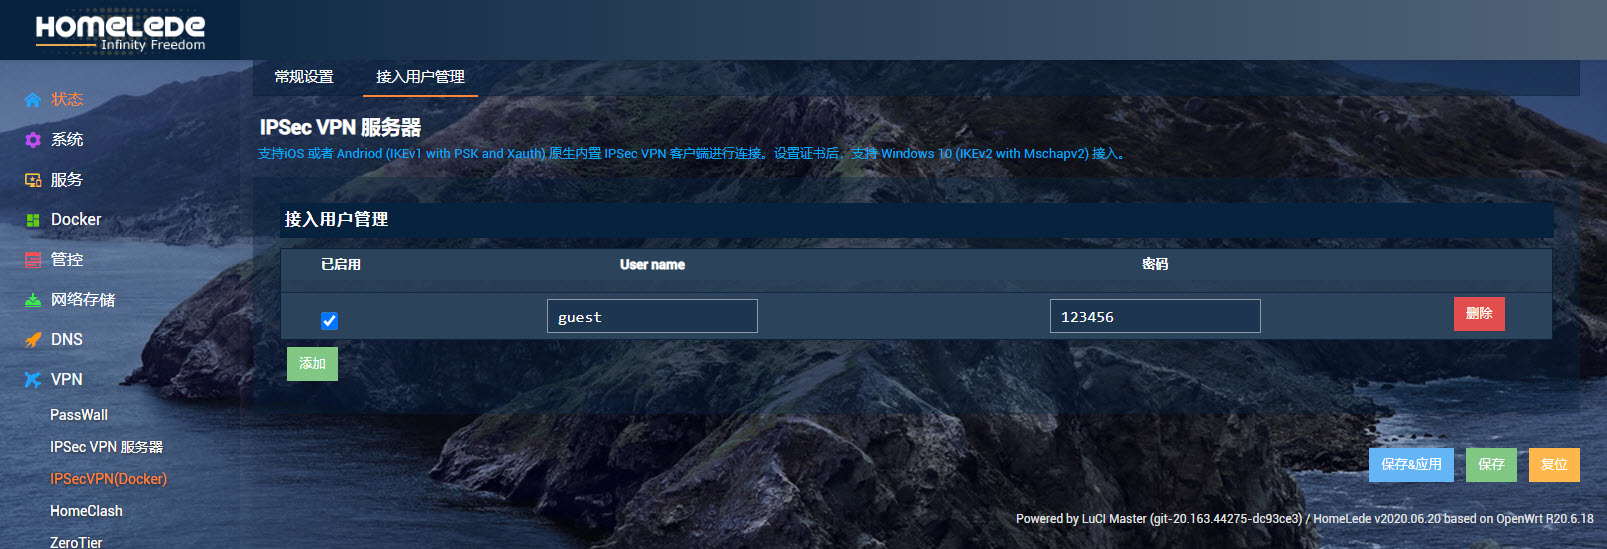 HOMELEDE
Infinity Freedom
状态
系统
服务
Docker
管控
网络存储
DNS
VPN
PassWall
IPSec VPN 服务器
IPSecVPN(Docker)
HomeClash
ZeroTier
常规设置 接入用户管理
IPSec VPN 服务器
支持iOS 或者 Andriod (IKEv1 with PSK and Xauth) 原生内置 IPSec VPN 客户端进行连接。设置证书后，支持 Windows 10 (IKEv2 with Mschapv2) 接入。
接入用户管理
已启用 User name 密码
guest 123456 删除
添加
保存&应用 保存 复位
Powered by LuCI Master (git-20.163.44275-dc93ce3) / HomeLede v2020.06.20 based on OpenWrt R20.6.18